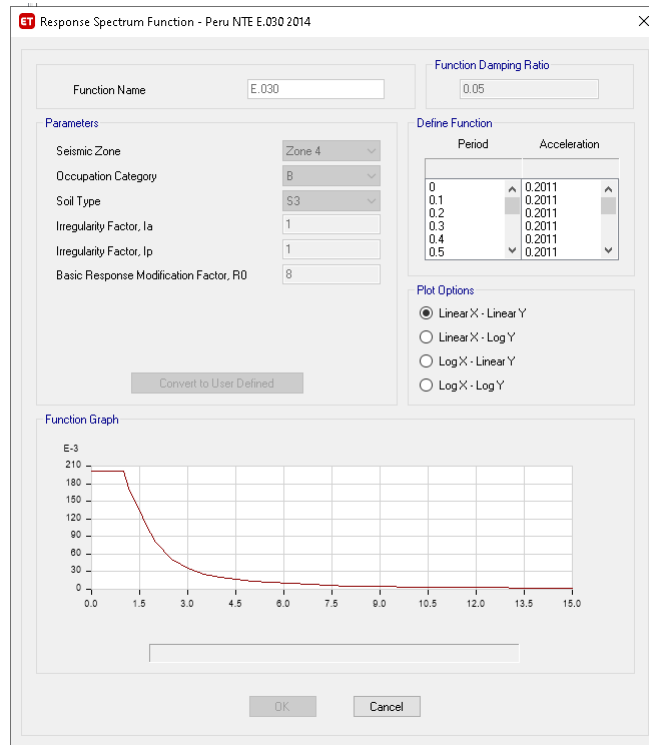 ET Response Spectrum Function - Peru NTE E.030 2014
Function Name
E.030
Function Damping Ratio
0.05
Parameters
Seismic Zone
Zone 4
Occupation Category
B
Soil Type
S3
Irregularity Factor, Ia
1
Irregularity Factor, Ip
1
Basic Response Modification Factor, R0
8
Convert to User Defined
Define Function
Period Acceleration
0 0.2011
0.1 0.2011
0.2 0.2011
0.3 0.2011
0.4 0.2011
0.5 0.2011
Plot Options
Linear X - Linear Y
Linear X - Log Y
Log X - Linear Y
Log X - Log Y
Function Graph
E-3
210
180
150
120
90
60
30
0
0.0 1.5 3.0 4.5 6.0 7.5 9.0 10.5 12.0 13.5 15.0
OK Cancel